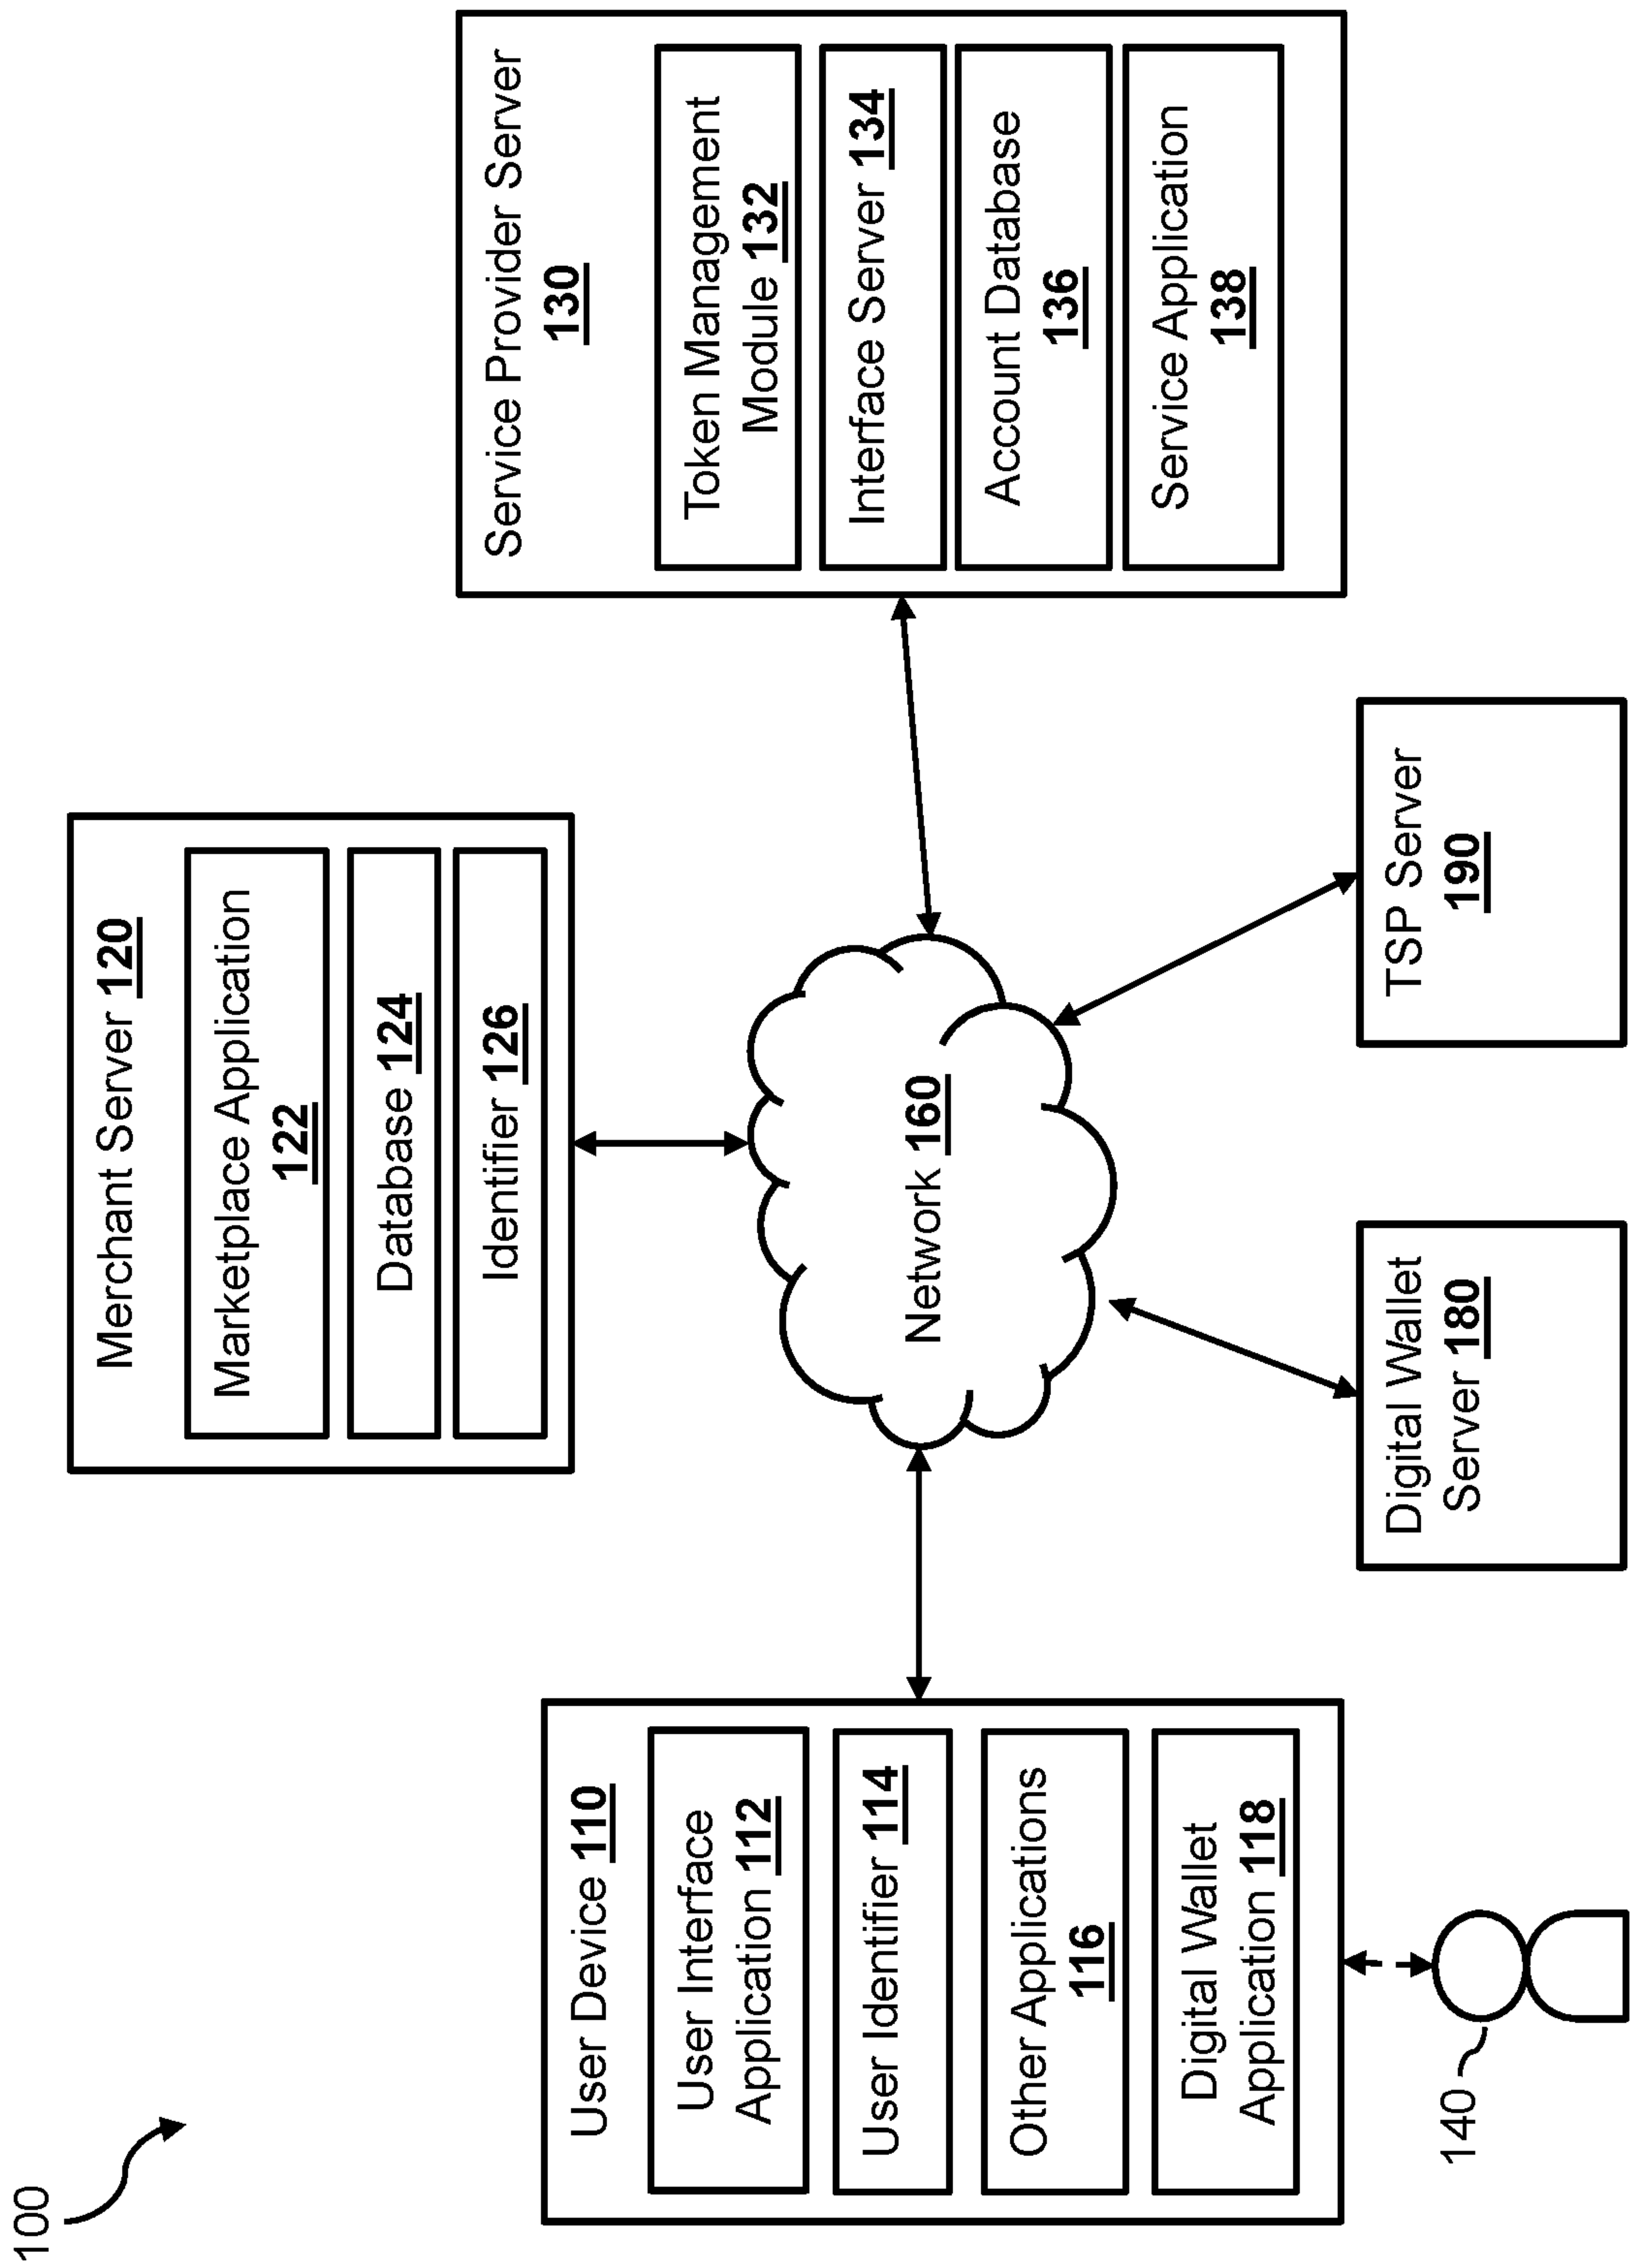 100
Merchant Server 120
Marketplace Application
122
Database 124
Identifier 126
User Device 110
User Interface
Application 112
User Identifier 114
Other Applications
116
Digital Wallet
Application 118
140
Network 160
Service Provider Server
130
Token Management
Module 132
Interface Server 134
Account Database
136
Service Application
138
Digital Wallet
Server 180
TSP Server
190